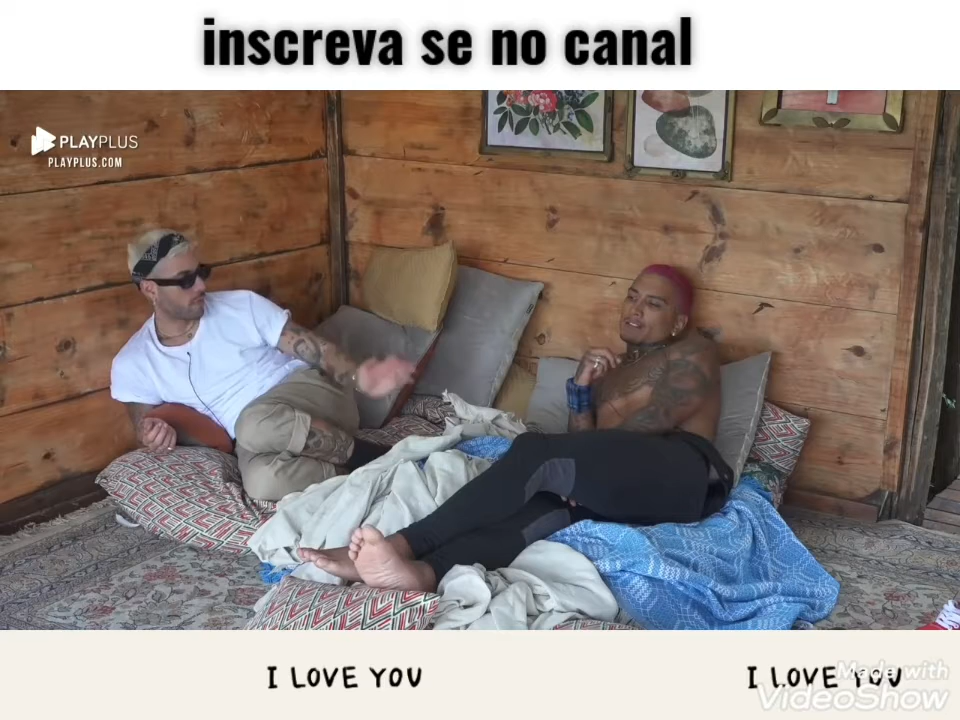 inscreva se no canal
PLAYPLUS
PLAYPLUS.COM
I LOVE YOU
I LOVE YOU
Made with
VideoShow